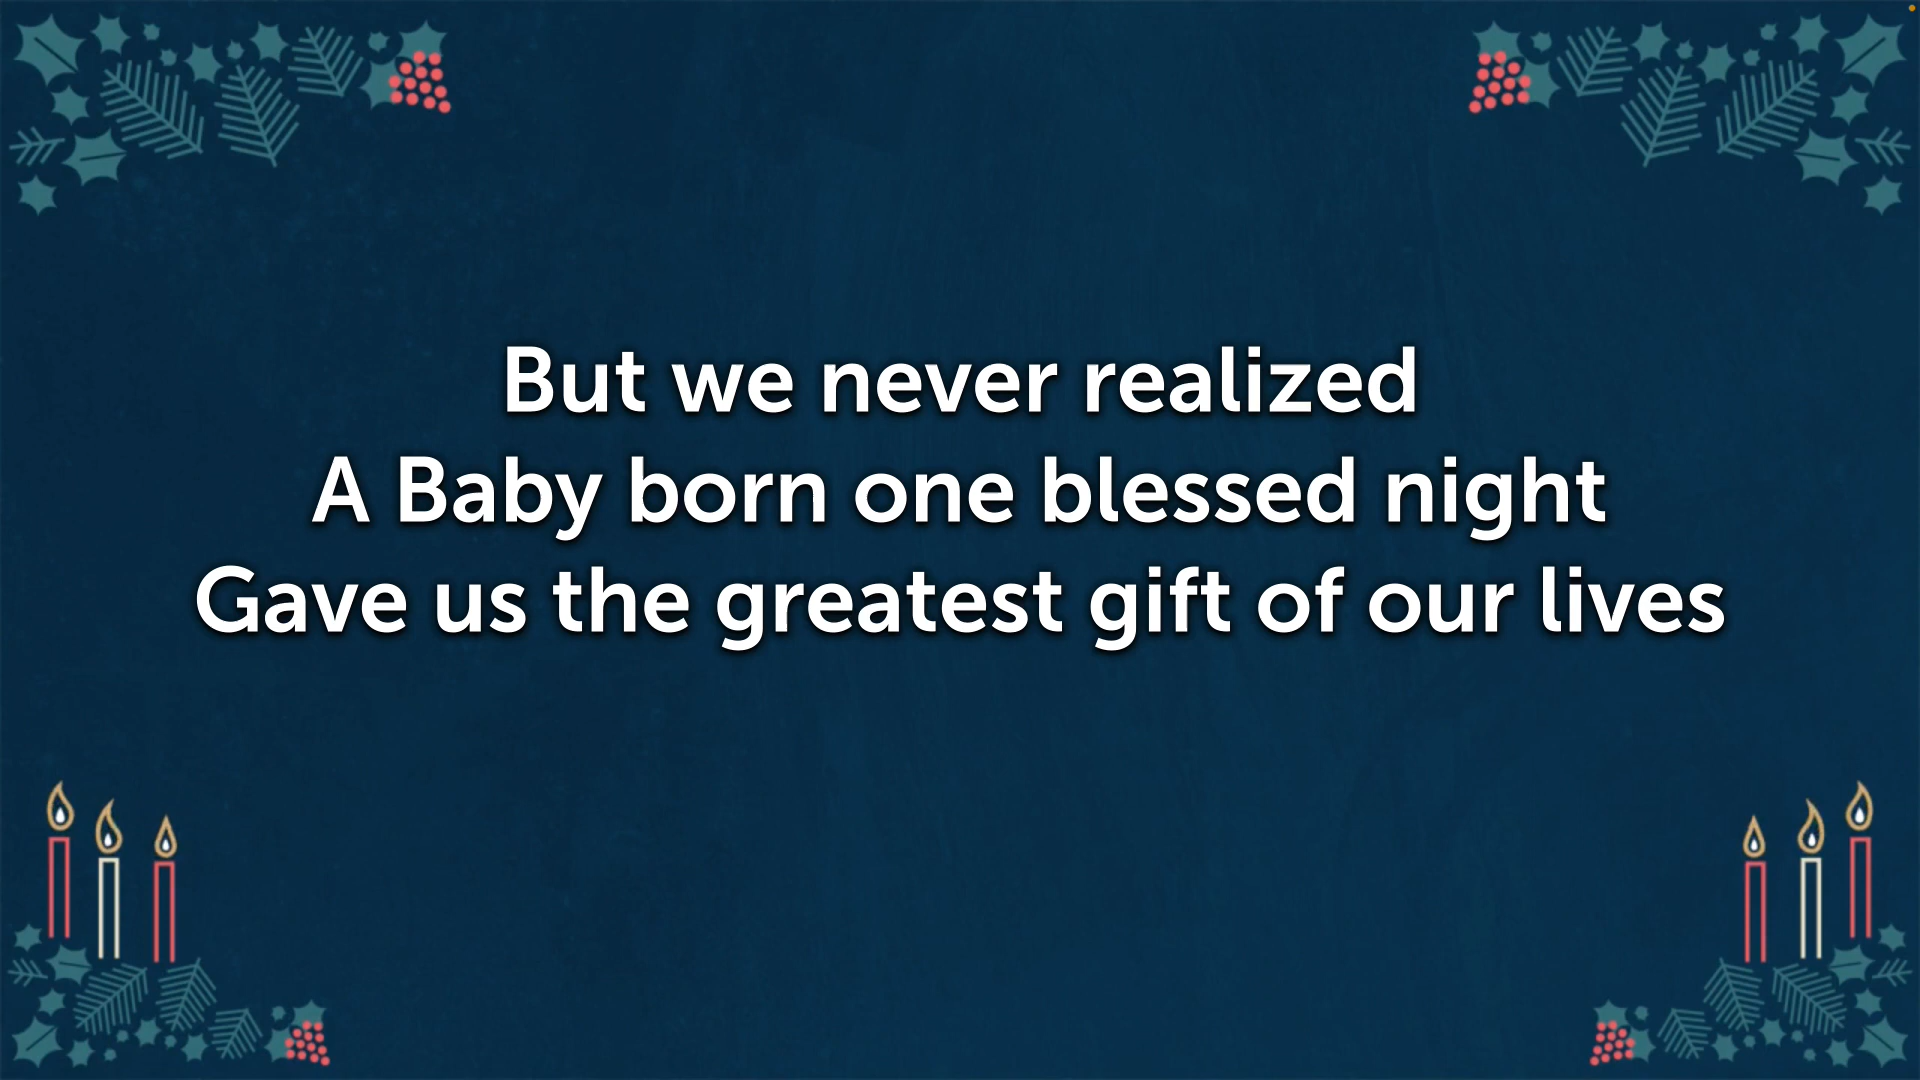 But we never realized
A Baby born one blessed night
Gave us the greatest gift of our lives